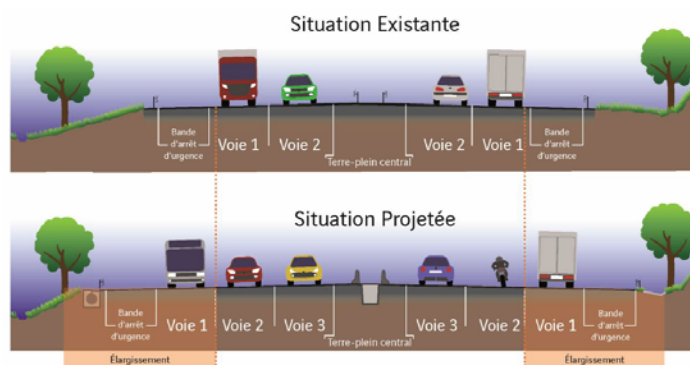 Situation Existante
Bande
d'arrêt
d'urgence
Voie 1
Voie 2
Terre-plein central
Voie 2
Voie 1
Bande
d'arrêt
d'urgence
Situation Projetée
Bande
d'arrêt
d'urgence
Voie 1
Voie 2
Voie 3
Terre-plein central
Voie 3
Voie 2
Voie 1
Bande
d'arrêt
d'urgence
Élargissement
Élargissement